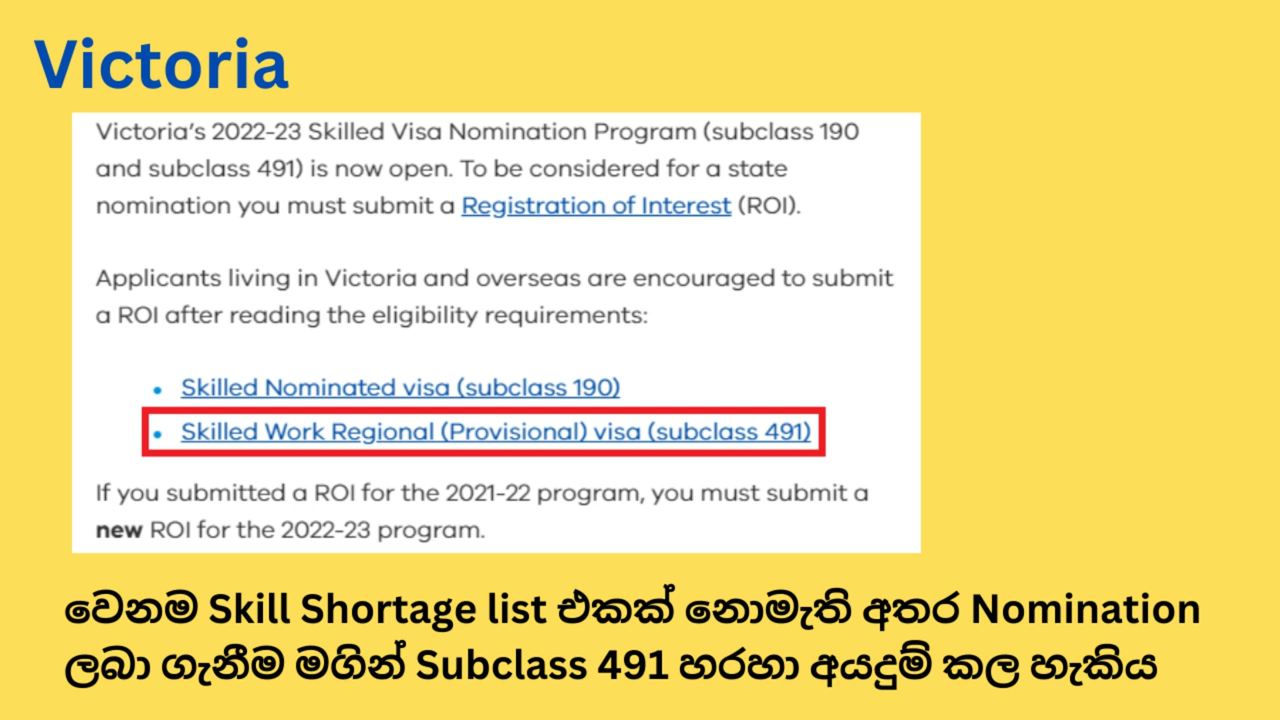 Victoria
Victoria's 2022-23 Skilled Visa Nomination Program (subclass 190
and subclass 491) is now open. To be considered for a state
nomination you must submit a Registration of Interest (ROI).
Applicants living in Victoria and overseas are encouraged to submit
a ROI after reading the eligibility requirements:
• Skilled Nominated visa (subclass 190)
• Skilled Work Regional (Provisional) visa (subclass 491)
If you submitted a ROI for the 2021-22 program, you must submit a
new ROI for the 2022-23 program.
වෙනම Skill Shortage list එකක් නොමැති අතර Nomination
ලබා ගැනීම මගින් Subclass 491 හරහා අයදුම් කල හැකිය